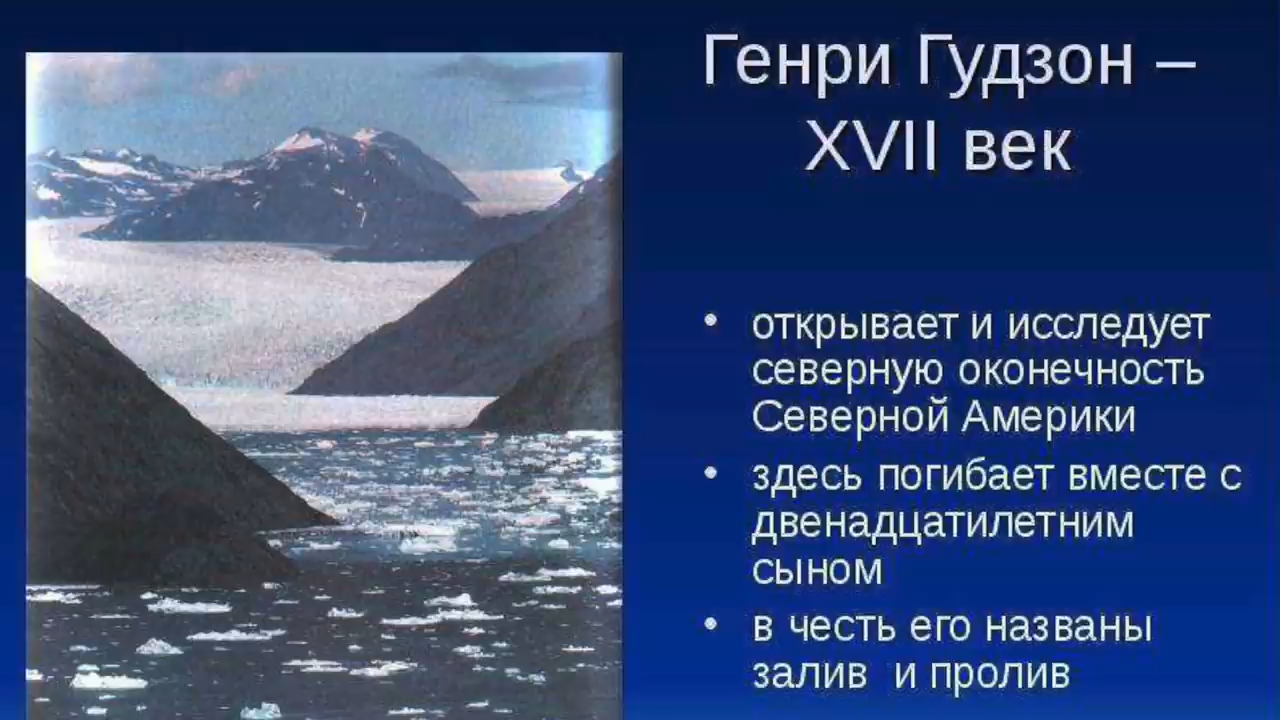 Генри Гудзон –
XVII век
• открывает и исследует
северную оконечность
Северной Америки
• здесь погибает вместе с
двенадцатилетним
сыном
• в честь его названы
залив и пролив